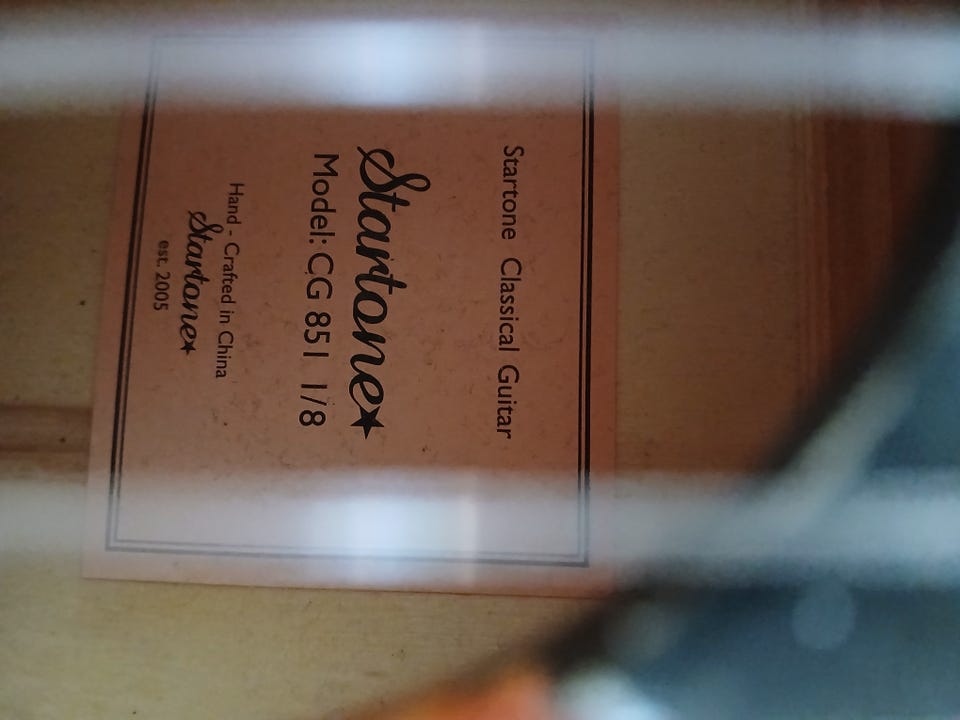 Startone Classical Guitar
Startone
Model: CG 851 1/8
Hand - Crafted in China
Startone
est. 2005